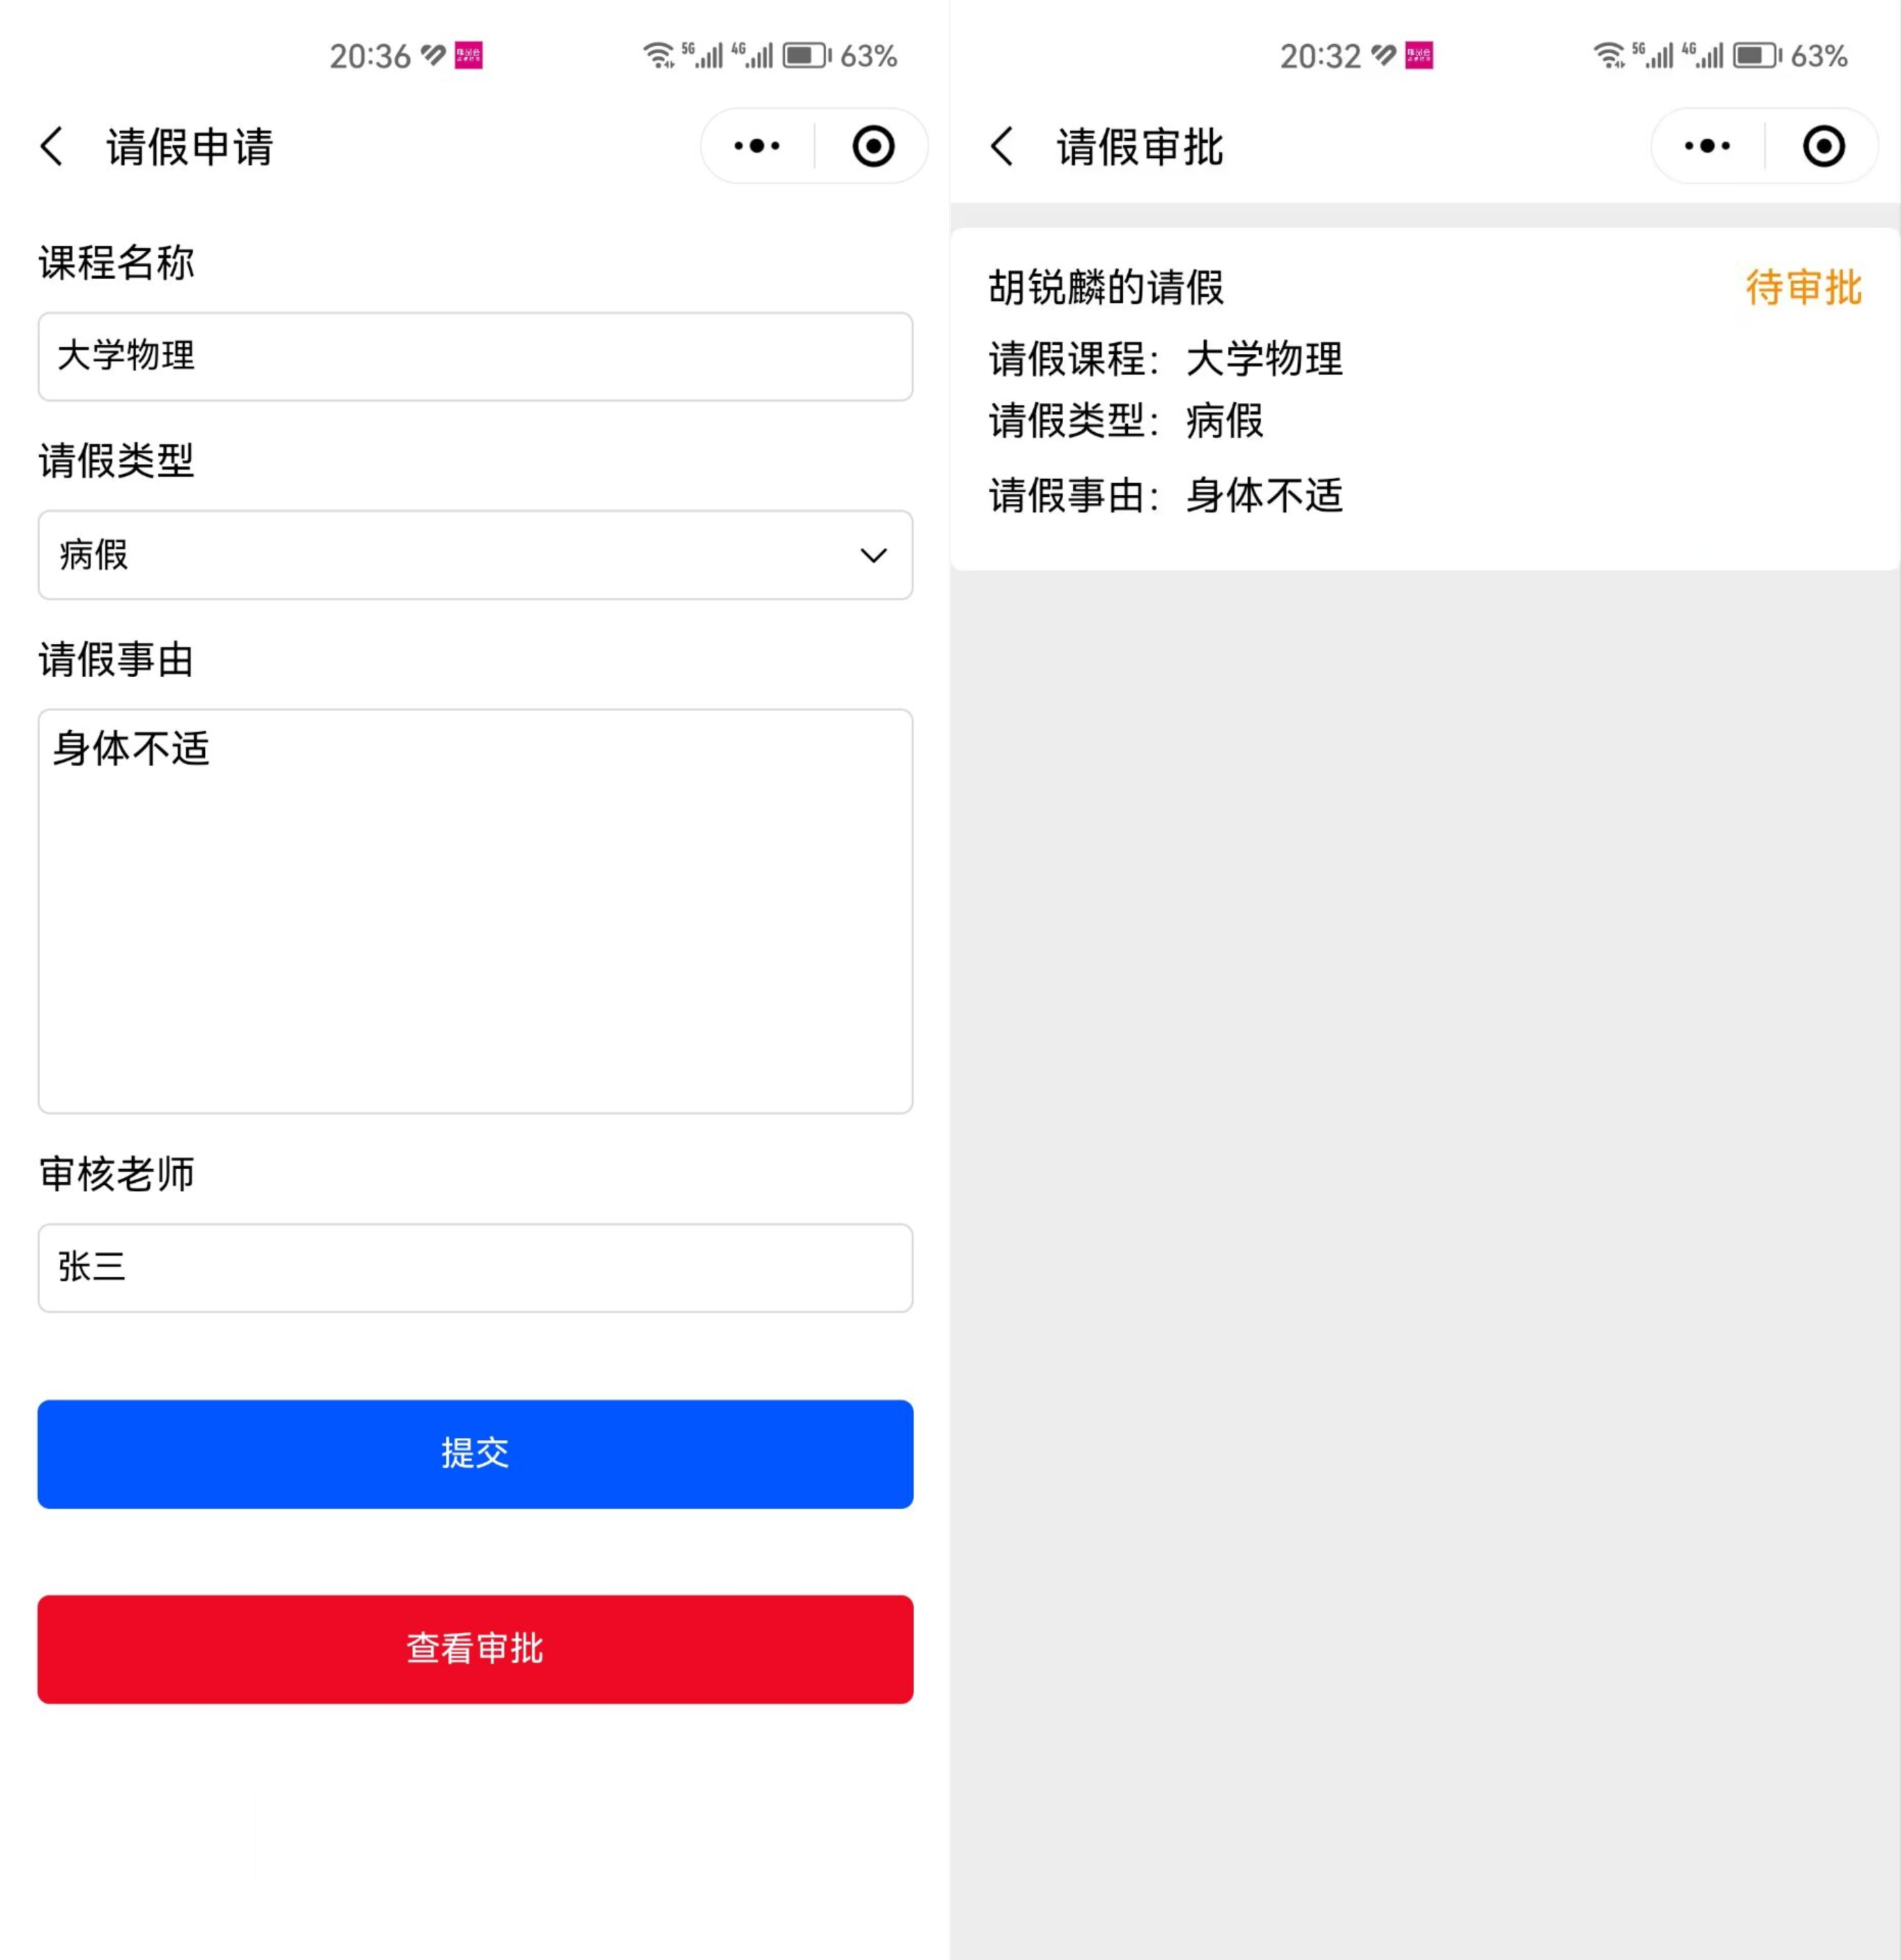 20:36
5G
4G
63%
请假申请
课程名称
大学物理
请假类型
病假
请假事由
身体不适
审核老师
张三
提交
查看审批
20:32
5G
4G
63%
请假审批
胡锐麟的请假
待审批
请假课程：大学物理
请假类型：病假
请假事由：身体不适